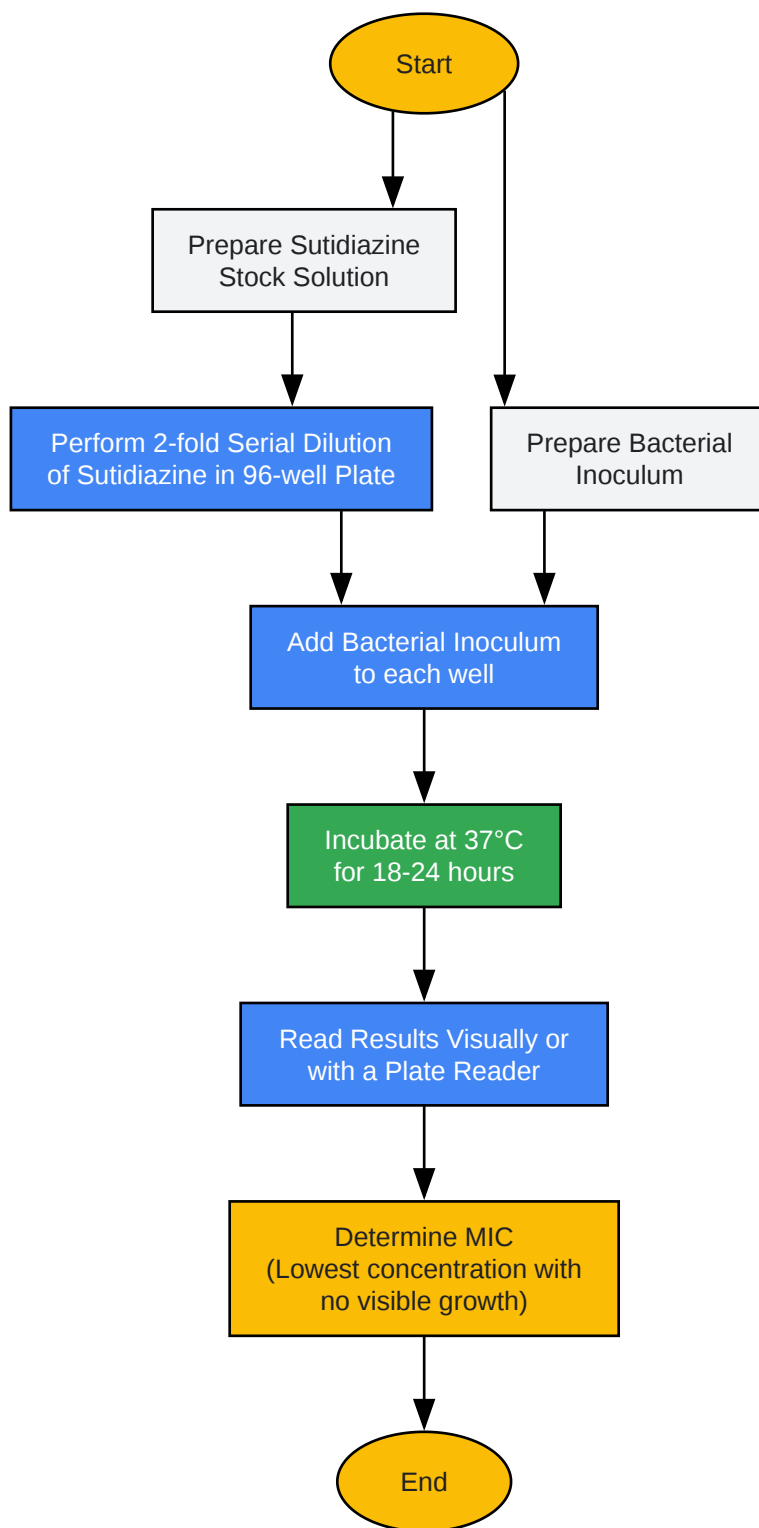 Start
Prepare Sutidiazine
Stock Solution
Perform 2-fold Serial Dilution
of Sutidiazine in 96-well Plate
Prepare Bacterial
Inoculum
Add Bacterial Inoculum
to each well
Incubate at 37°C
for 18-24 hours
Read Results Visually or
with a Plate Reader
Determine MIC
(Lowest concentration with
no visible growth)
End